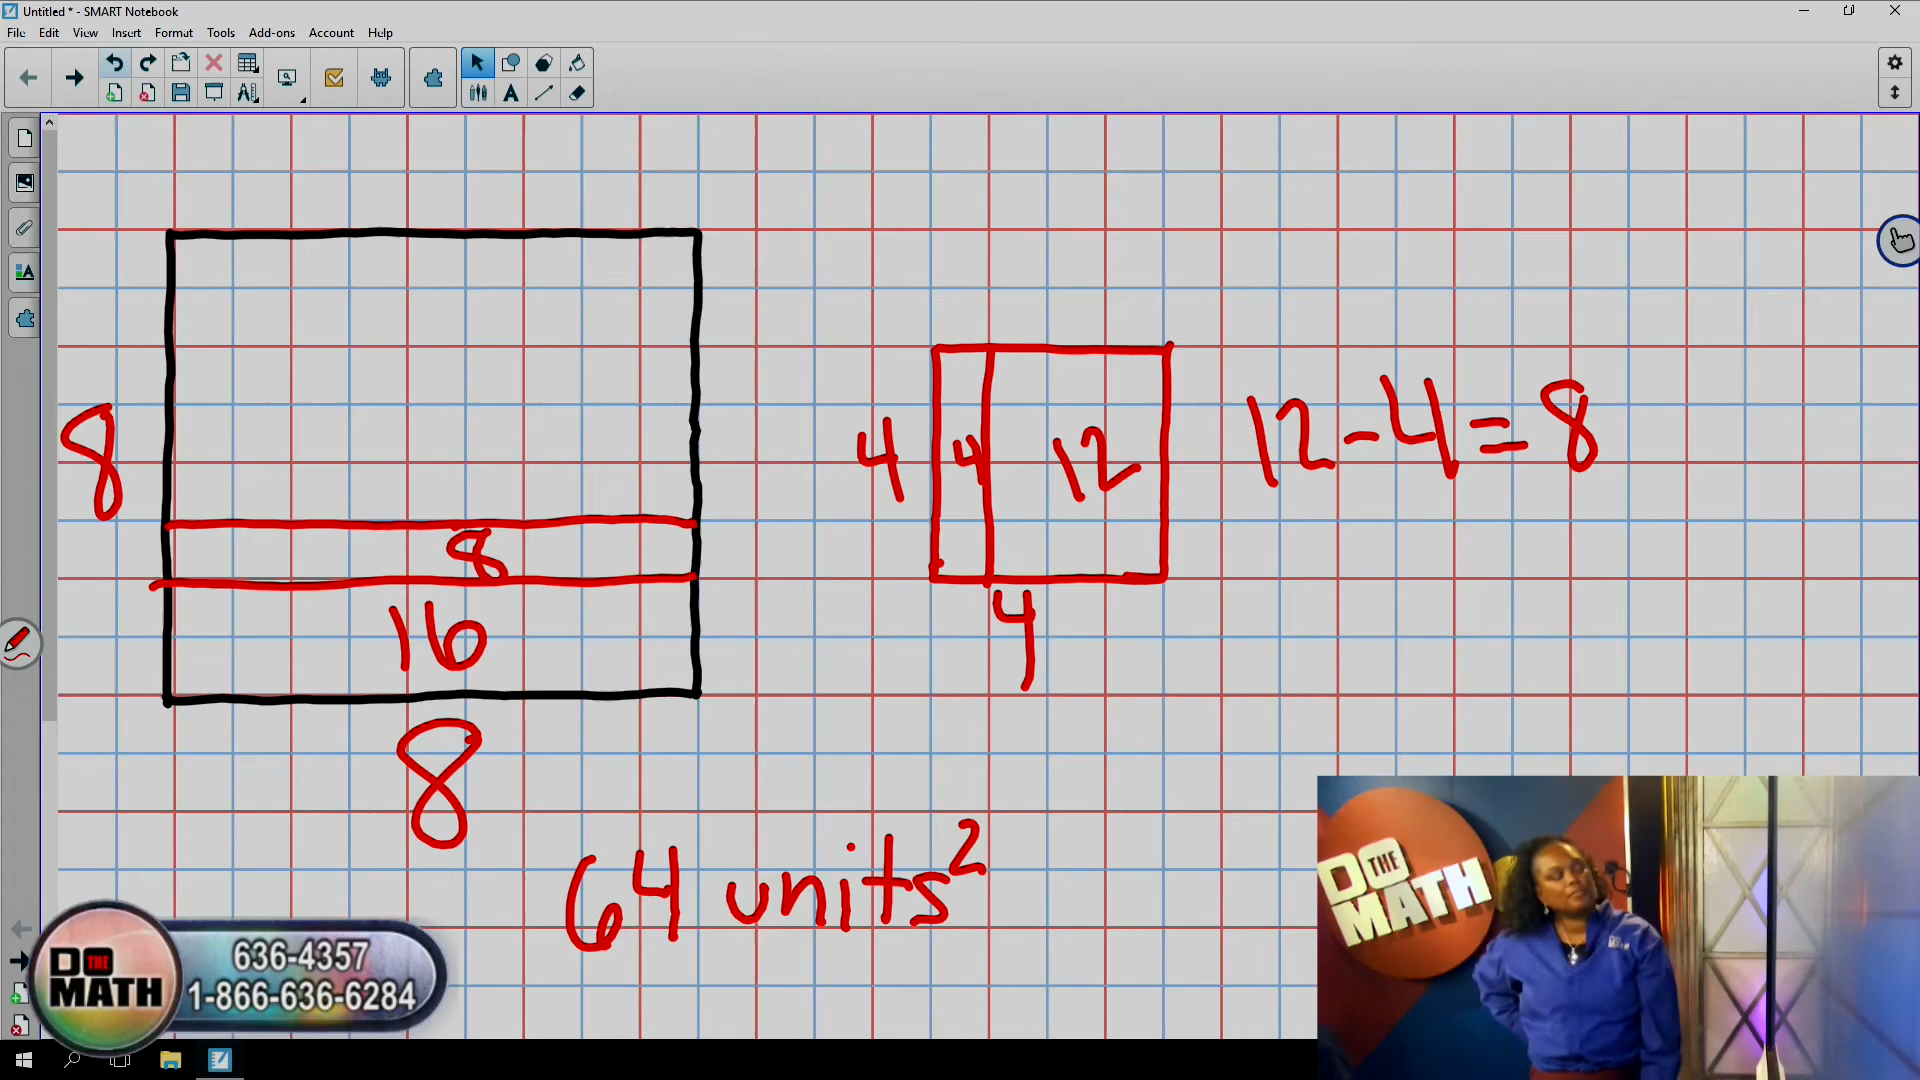 Untitled * - SMART Notebook
File Edit View Insert Format Tools Add-ons Account Help
8
8
16
8
4
4
12
4
12-4=8
64 units²
DO THE MATH
636-4357
1-866-636-6284
DO THE MATH